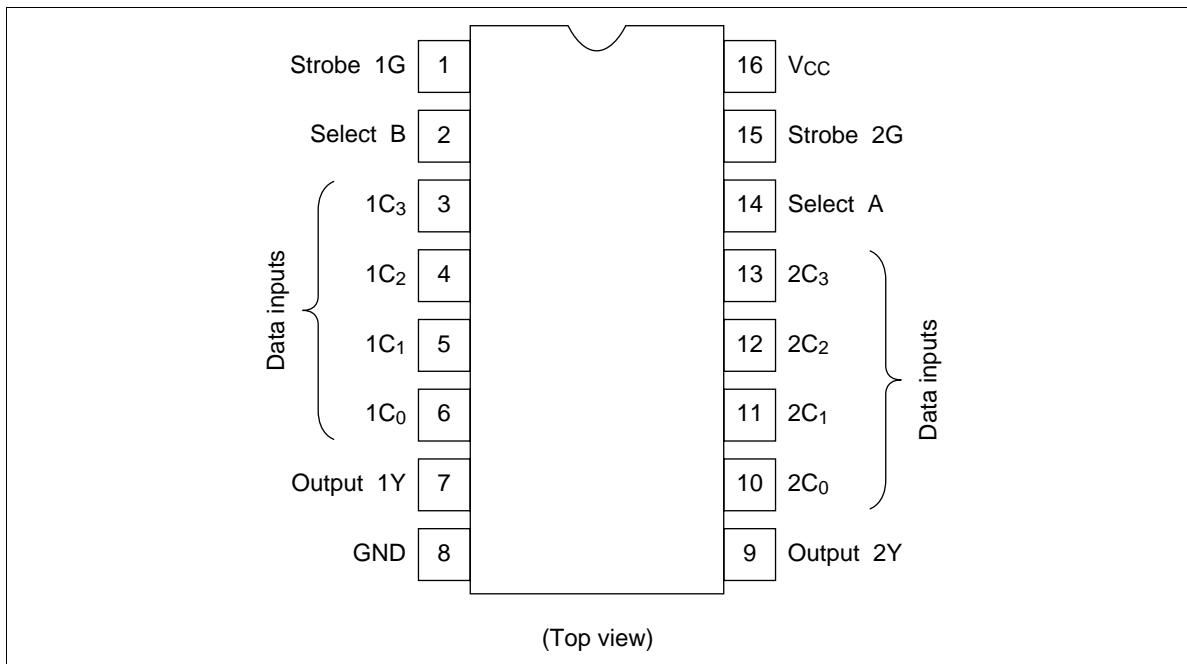 Strobe 1G 1
Select B 2
1C3 3
1C2 4
1C1 5
1C0 6
Output 1Y 7
GND 8
Data inputs
16 VCC
15 Strobe 2G
14 Select A
13 2C3
12 2C2
11 2C1
10 2C0
9 Output 2Y
Data inputs
(Top view)